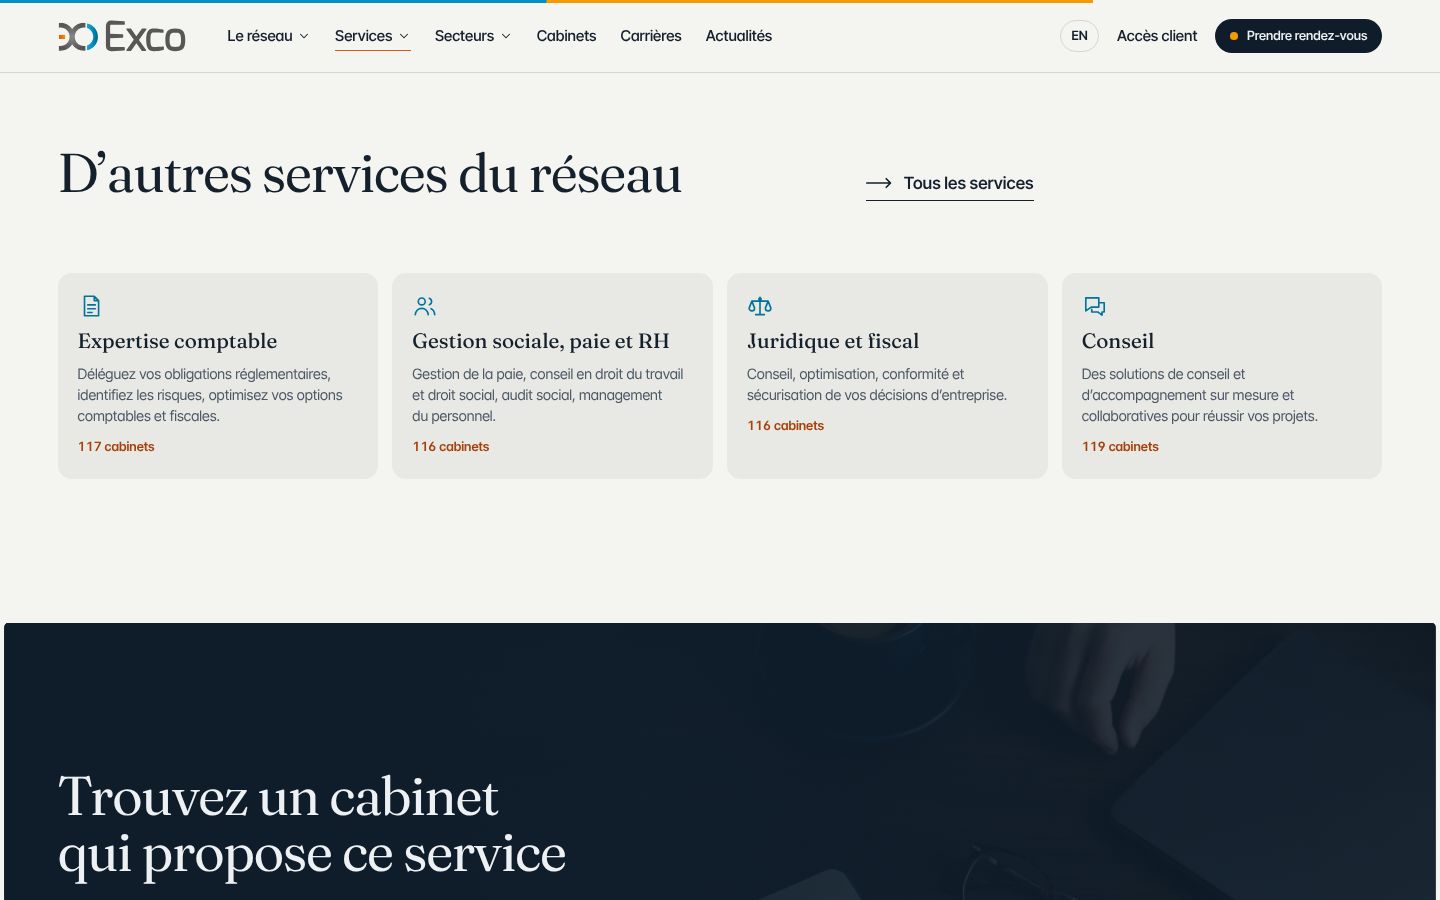 Exco
Le réseau
Services
Secteurs
Cabinets
Carrières
Actualités
EN
Accès client
Prendre rendez-vous
D’autres services du réseau
Tous les services
Expertise comptable
Déléguez vos obligations réglementaires,
identifiez les risques, optimisez vos options
comptables et fiscales.
117 cabinets
Gestion sociale, paie et RH
Gestion de la paie, conseil en droit du travail
et droit social, audit social, management
du personnel.
116 cabinets
Juridique et fiscal
Conseil, optimisation, conformité et
sécurisation de vos décisions d’entreprise.
116 cabinets
Conseil
Des solutions de conseil et
d’accompagnement sur mesure et
collaboratives pour réussir vos projets.
119 cabinets
Trouvez un cabinet
qui propose ce service